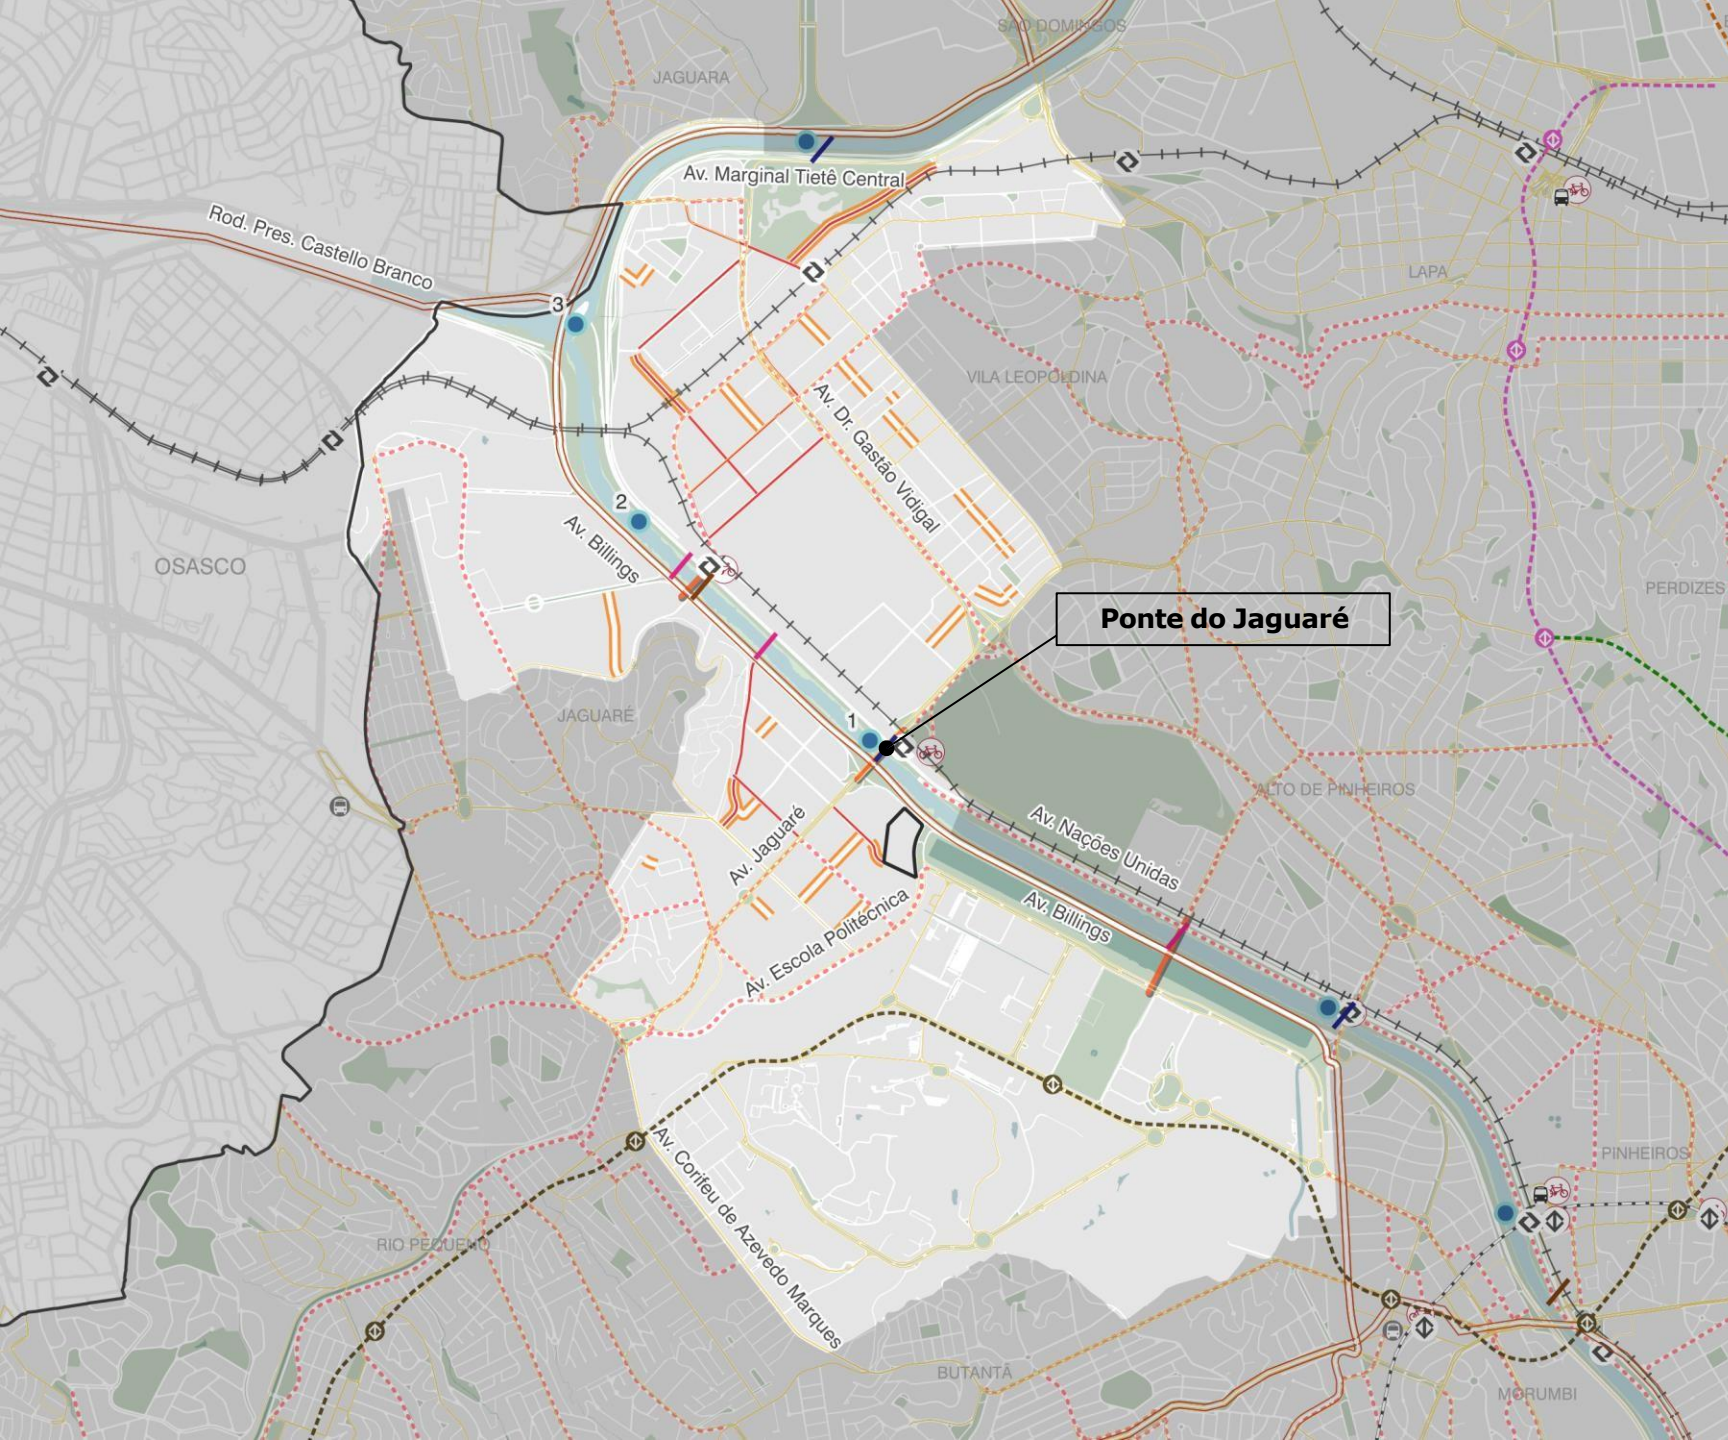 SÃO DOMINGOS
JAGUARA
Av. Marginal Tietê Central
Rod. Pres. Castello Branco
3
LAPA
VILA LEOPOLDINA
Av. Dr. Gastão Vidigal
2
Av. Billings
OSASCO
PERDIZES
Ponte do Jaguaré
JAGUARÉ
1
ALTO DE PINHEIROS
Av. Nações Unidas
Av. Jaguaré
Av. Billings
Av. Escola Politécnica
PINHEIROS
Av. Corifeu de Azevedo Marques
RIO PEQUENO
BUTANTÃ
MORUMBI